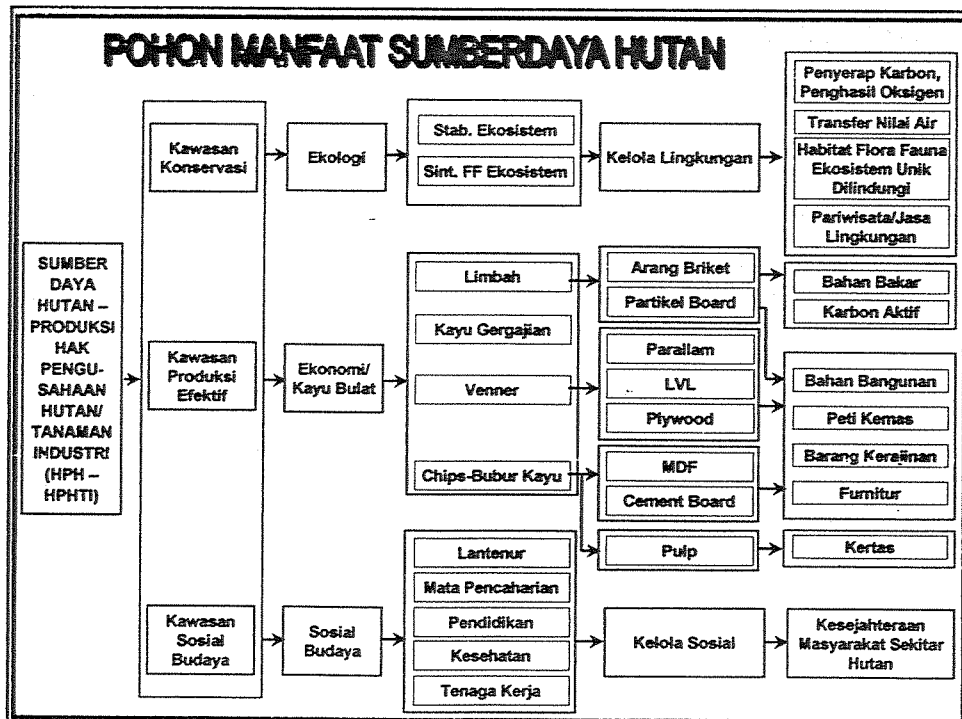 POHON MANFAAT SUMBERDAYA HUTAN
SUMBER
DAYA
HUTAN –
PRODUKSI
HAK
PENGU-
SAHAAN
HUTAN/
TANAMAN
INDUSTRI
(HPH –
HPHTI)
Kawasan
Konservasi
Ekologi
Stab. Ekosistem
Sint. FF Ekosistem
Kelola Lingkungan
Penyerap Karbon,
Penghasil Oksigen
Transfer Nilai Air
Habitat Flora Fauna
Ekosistem Unik
Dilindungi
Pariwisata/Jasa
Lingkungan
Kawasan
Produksi
Efektif
Ekonomi/
Kayu Bulat
Limbah
Kayu Gergajian
Venner
Chips-Bubur Kayu
Arang Briket
Partikel Board
Parallam
LVL
Plywood
MDF
Cement Board
Pulp
Bahan Bakar
Karbon Aktif
Bahan Bangunan
Peti Kemas
Barang Kerajinan
Furnitur
Kertas
Kawasan
Sosial
Budaya
Sosial
Budaya
Lantenur
Mata Pencaharian
Pendidikan
Kesehatan
Tenaga Kerja
Kelola Sosial
Kesejahteraan
Masyarakat Sekitar
Hutan